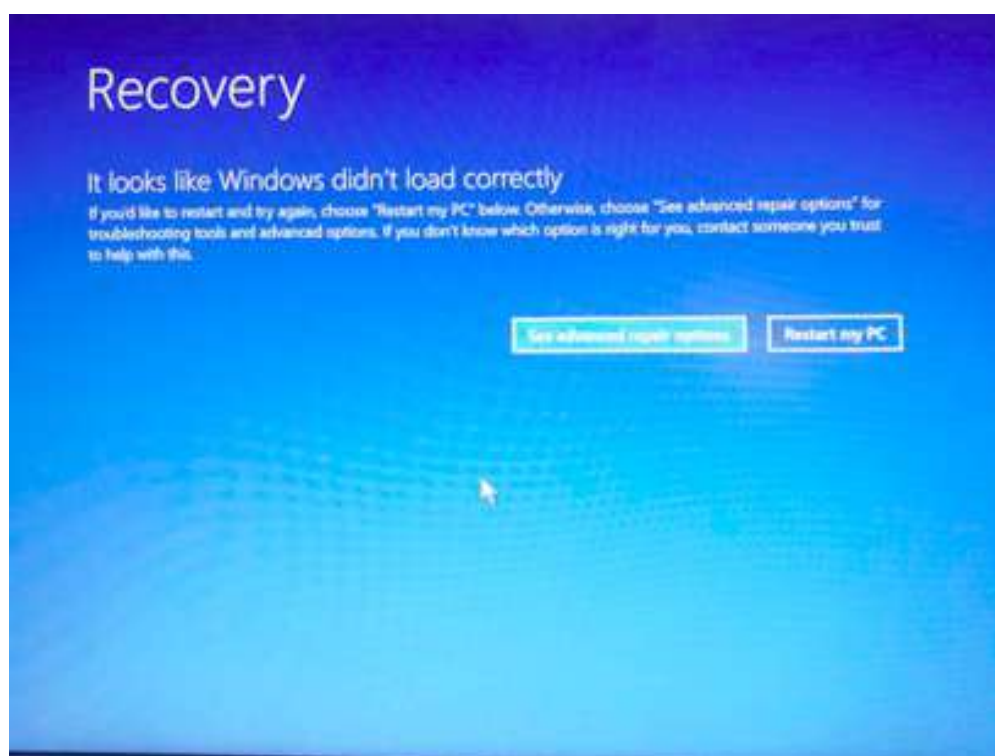 Recovery
It looks like Windows didn't load correctly
If you'd like to restart and try again, choose "Restart my PC" below. Otherwise, choose "See advanced repair options" for
troubleshooting tools and advanced options. If you don't know which option is right for you, contact someone you trust
to help with this.
See advanced repair options
Restart my PC